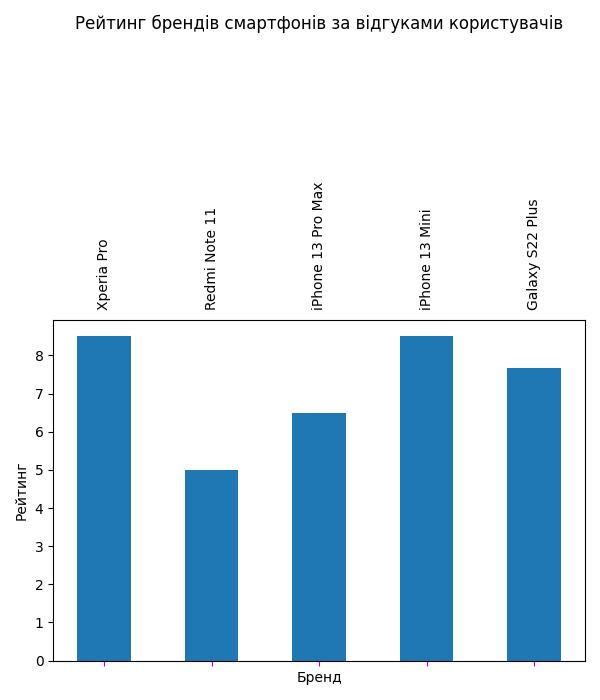 Рейтинг брендів смартфонів за відгуками користувачів
Xperia Pro
Redmi Note 11
iPhone 13 Pro Max
iPhone 13 Mini
Galaxy S22 Plus
8
7
6
5
4
3
2
1
0
Рейтинг
Бренд